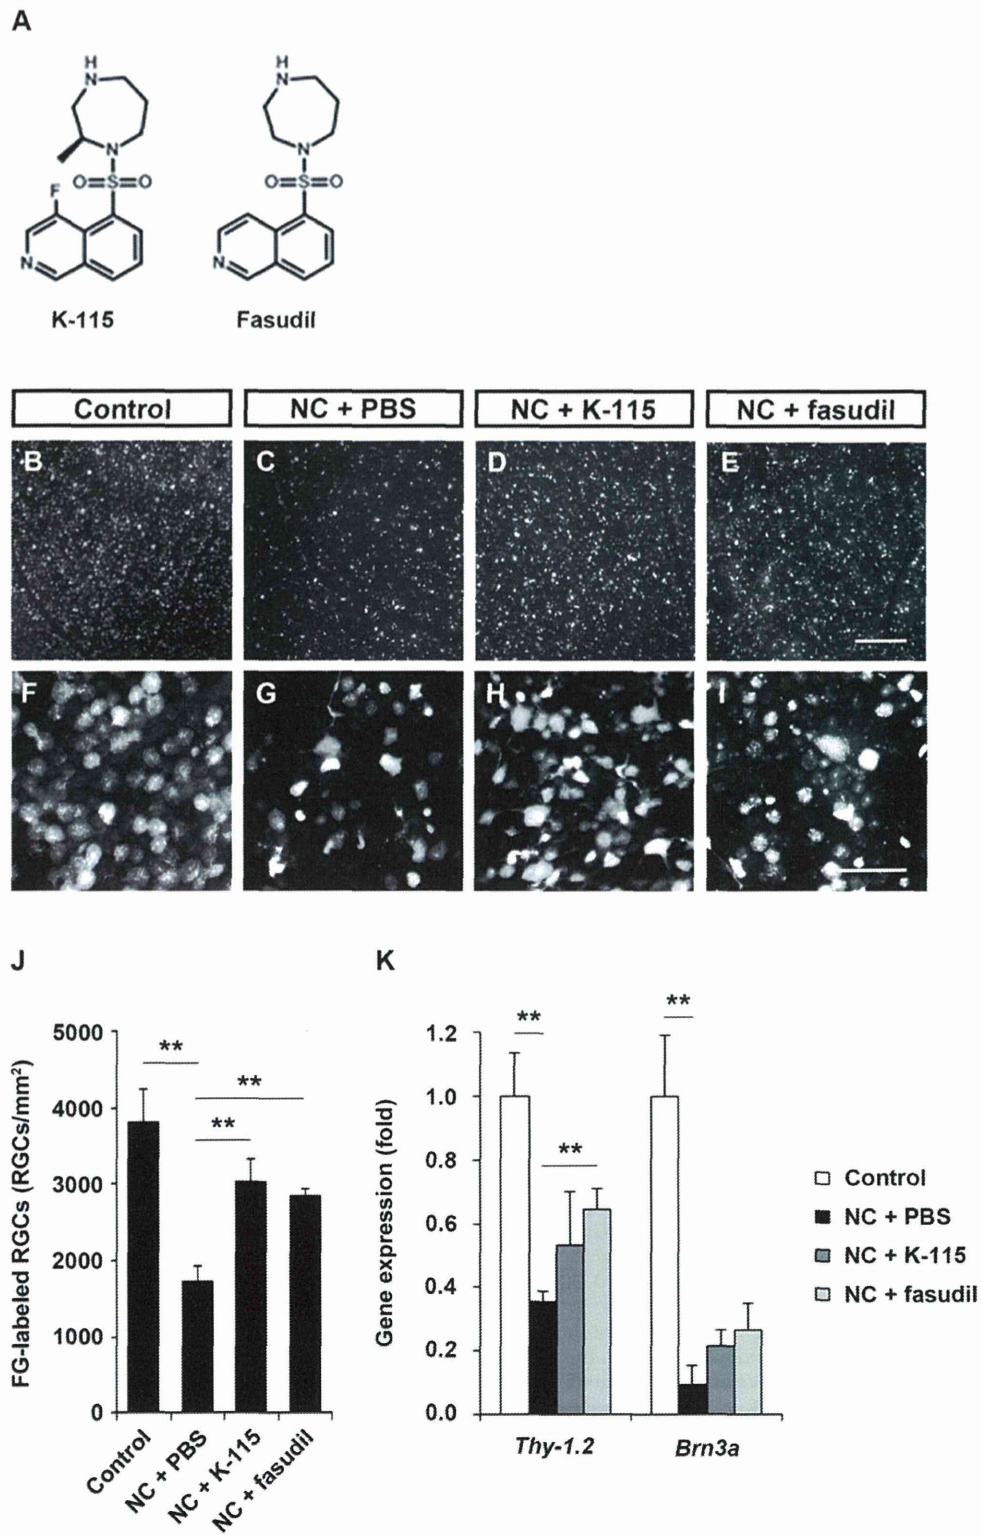 A
H
N
H
N
N
N
F
O=S=O
O=S=O
N
N
K-115
Fasudil
Control
NC + PBS
NC + K-115
NC + fasudil
B
C
D
E
F
G
H
I
J
K
FG-labeled RGCs (RGCs/mm²)
5000
4000
3000
2000
1000
0
**
**
**
Control
NC + PBS
NC + K-115
NC + fasudil
Gene expression (fold)
1.2
1.0
0.8
0.6
0.4
0.2
0.0
**
**
**
Thy-1.2
Brn3a
Control
NC + PBS
NC + K-115
NC + fasudil